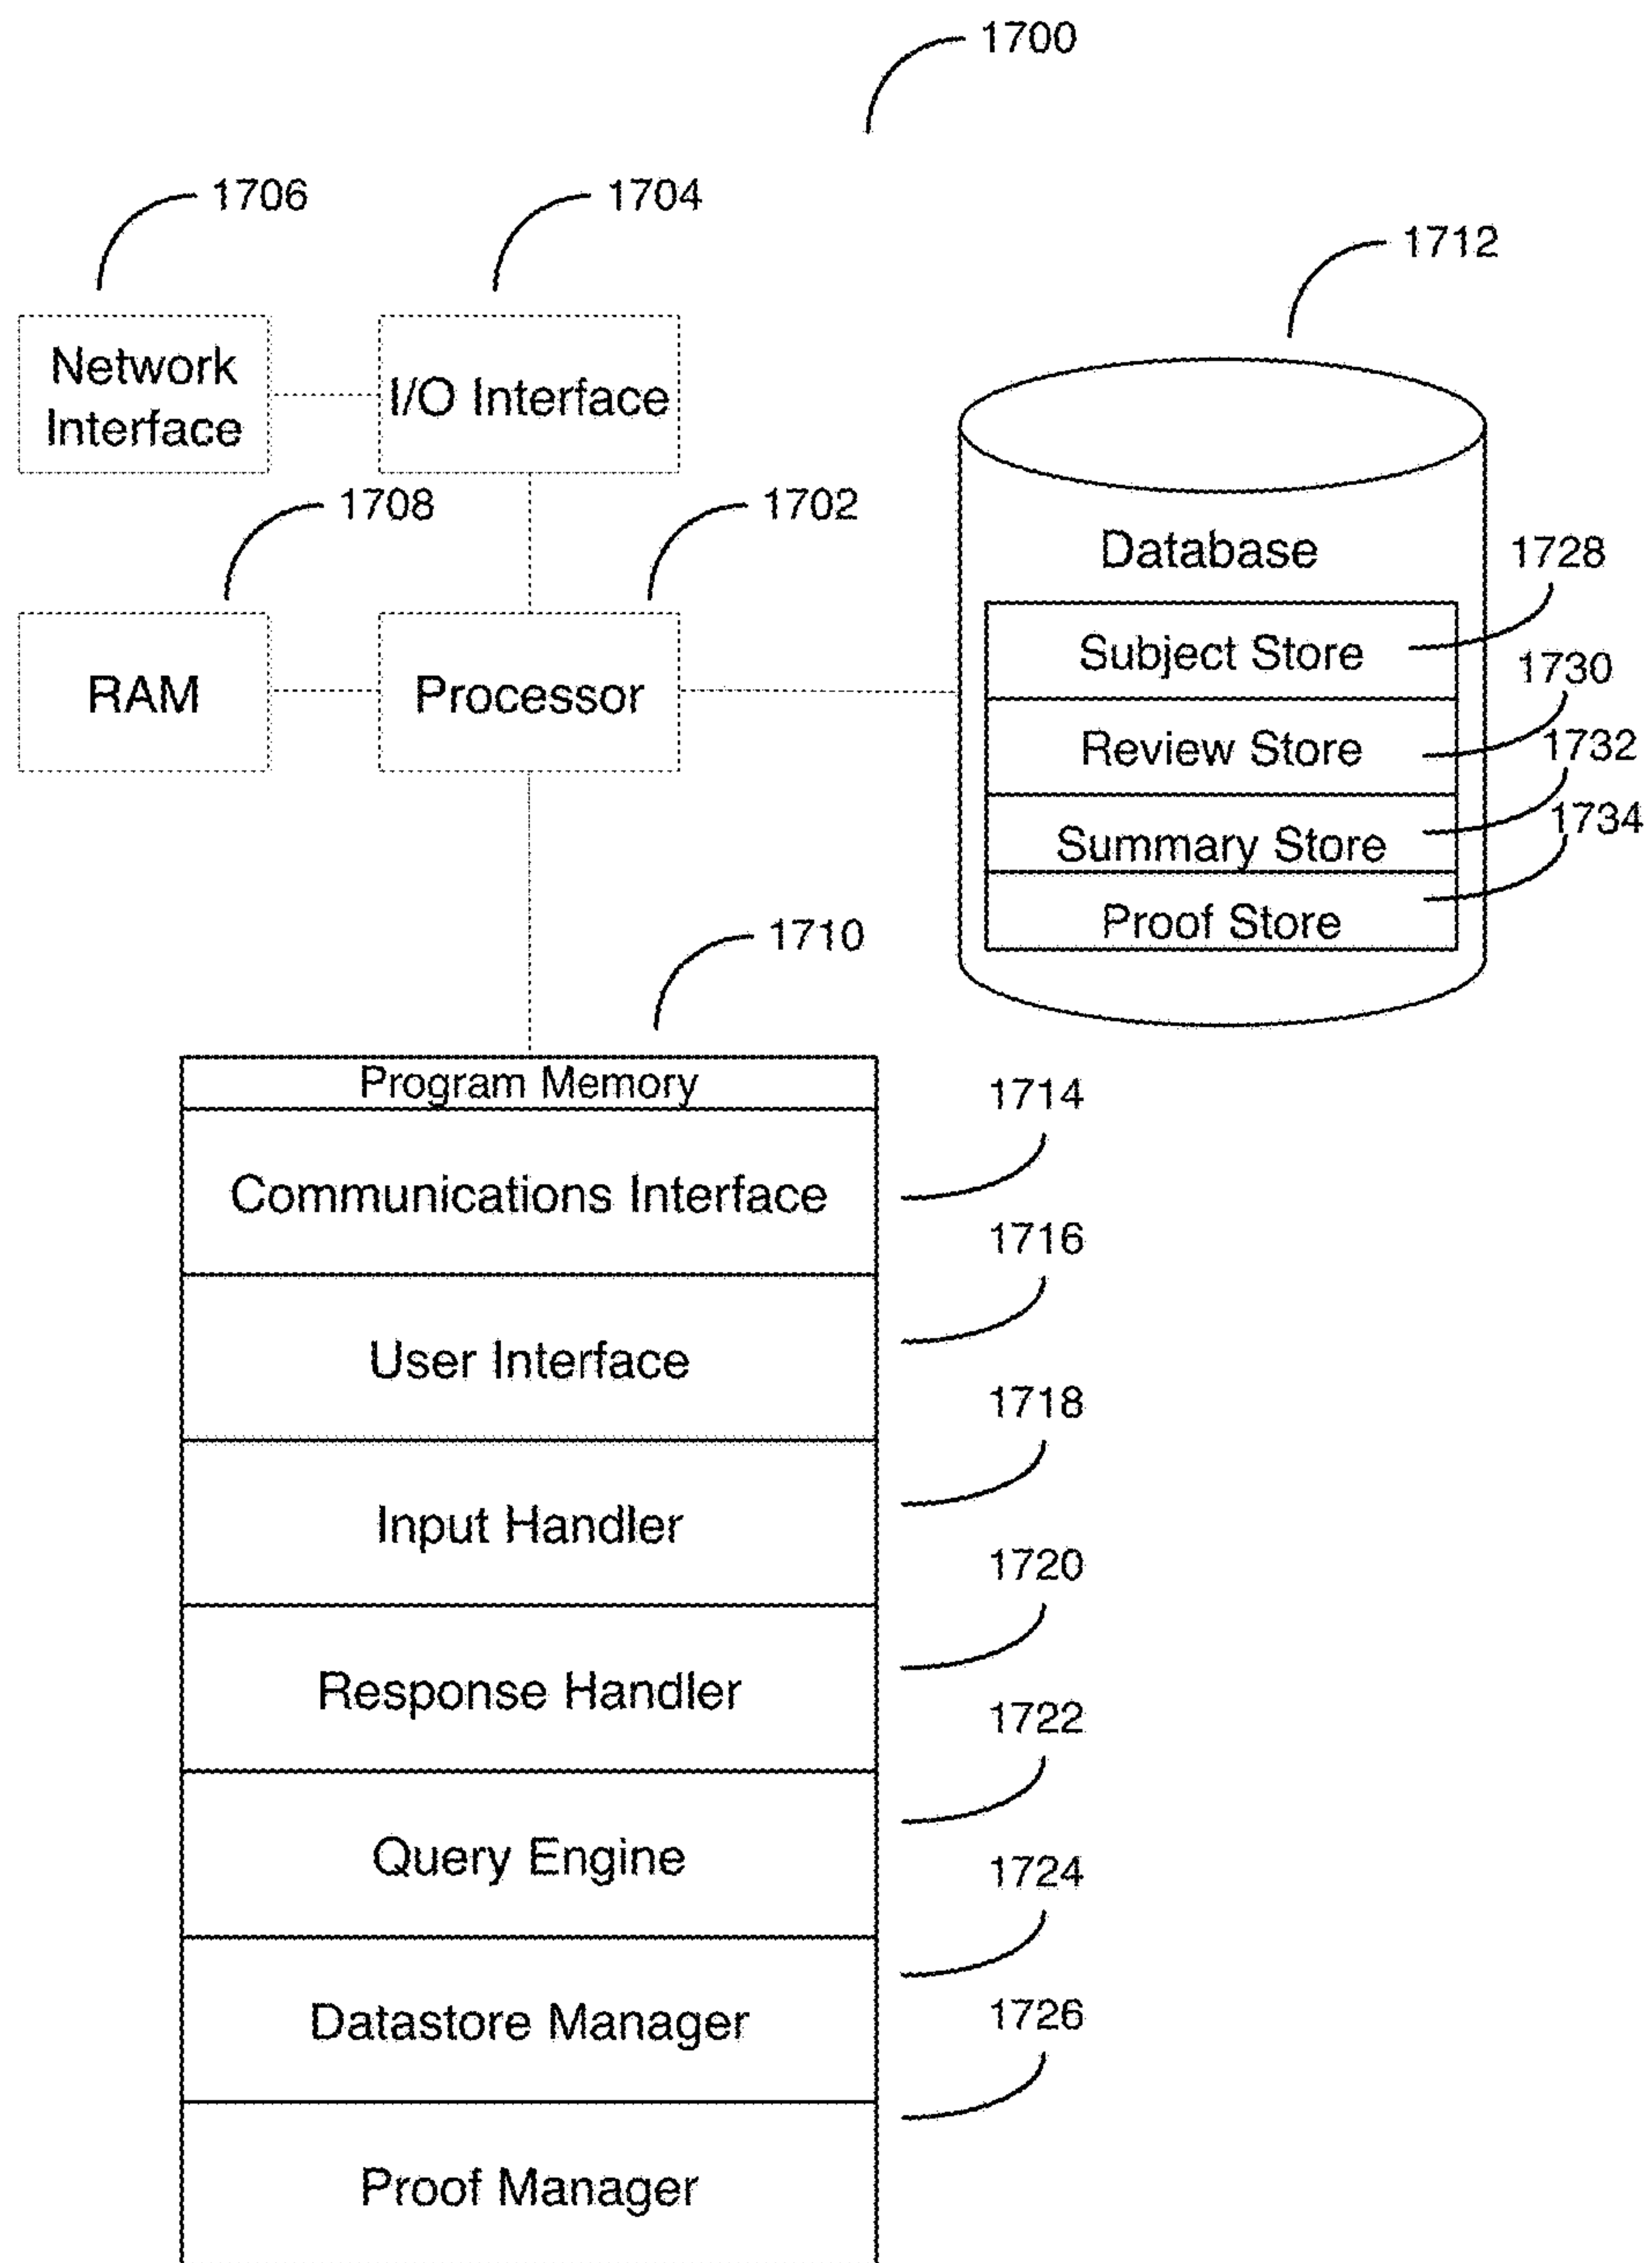 1700
1706
1704
1712
Network
Interface
I/O Interface
1708
1702
Database
1728
RAM
Processor
Subject Store
1730
Review Store
1732
Summary Store
1734
Proof Store
1710
Program Memory
1714
Communications Interface
1716
User Interface
1718
Input Handler
1720
Response Handler
1722
Query Engine
1724
Datastore Manager
1726
Proof Manager